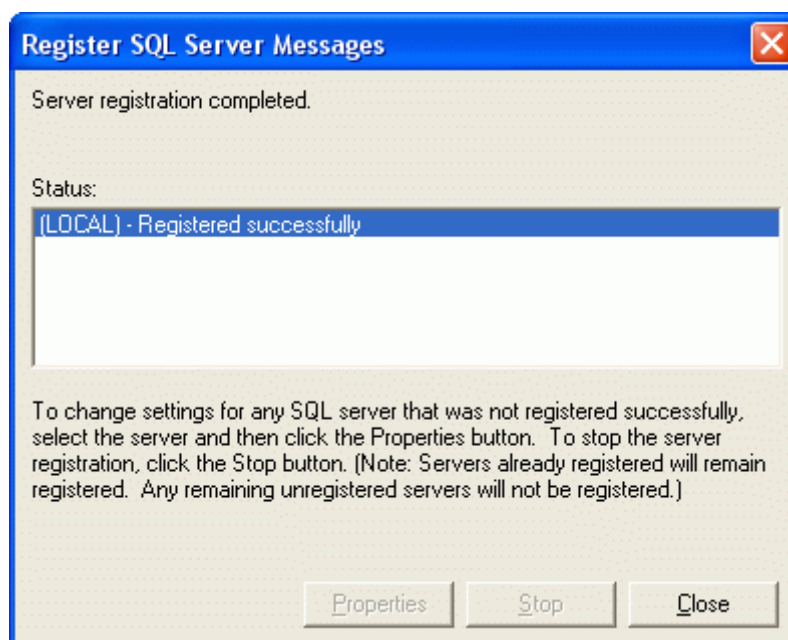 Register SQL Server Messages
Server registration completed.
Status:
(LOCAL) - Registered successfully
To change settings for any SQL server that was not registered successfully,
select the server and then click the Properties button.  To stop the server
registration, click the Stop button. (Note: Servers already registered will remain
registered.  Any remaining unregistered servers will not be registered.)
Properties Stop Close